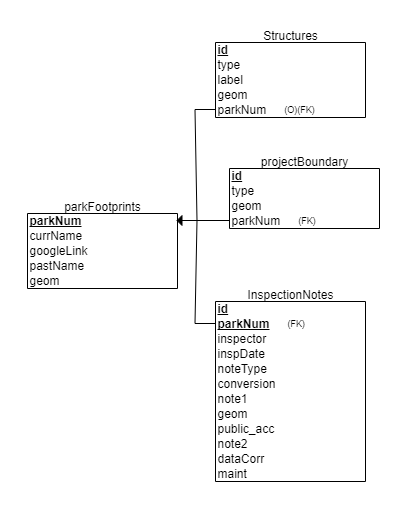 Structures
id
type
label
geom
parkNum (O)(FK)
projectBoundary
id
type
geom
parkNum (FK)
parkFootprints
parkNum
currName
googleLink
pastName
geom
InspectionNotes
id
parkNum (FK)
inspector
inspDate
noteType
conversion
note1
geom
public_acc
note2
dataCorr
maint